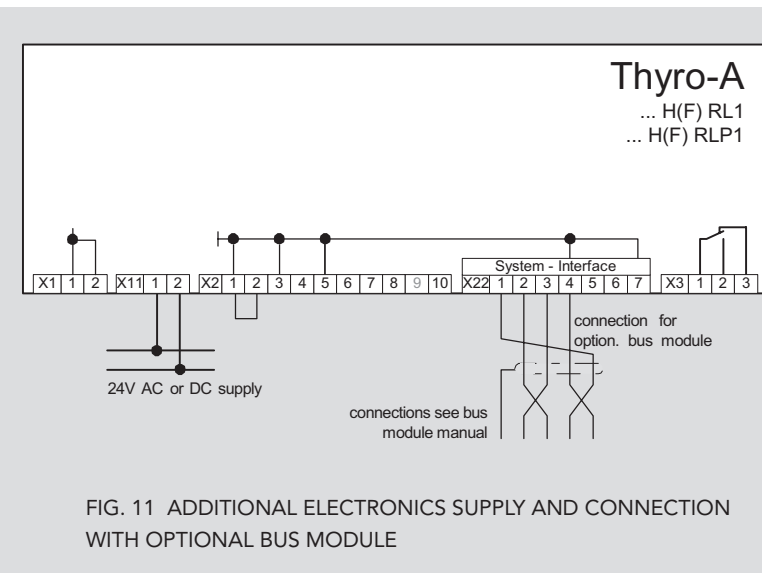 Thyro-A
... H(F) RL1
... H(F) RLP1
System - Interface
X1 1 2 X11 1 2 X2 1 2 3 4 5 6 7 8 9 10 X22 1 2 3 4 5 6 7 X3 1 2 3
connection for
option. bus module
24V AC or DC supply
connections see bus
module manual
FIG. 11 ADDITIONAL ELECTRONICS SUPPLY AND CONNECTION
WITH OPTIONAL BUS MODULE